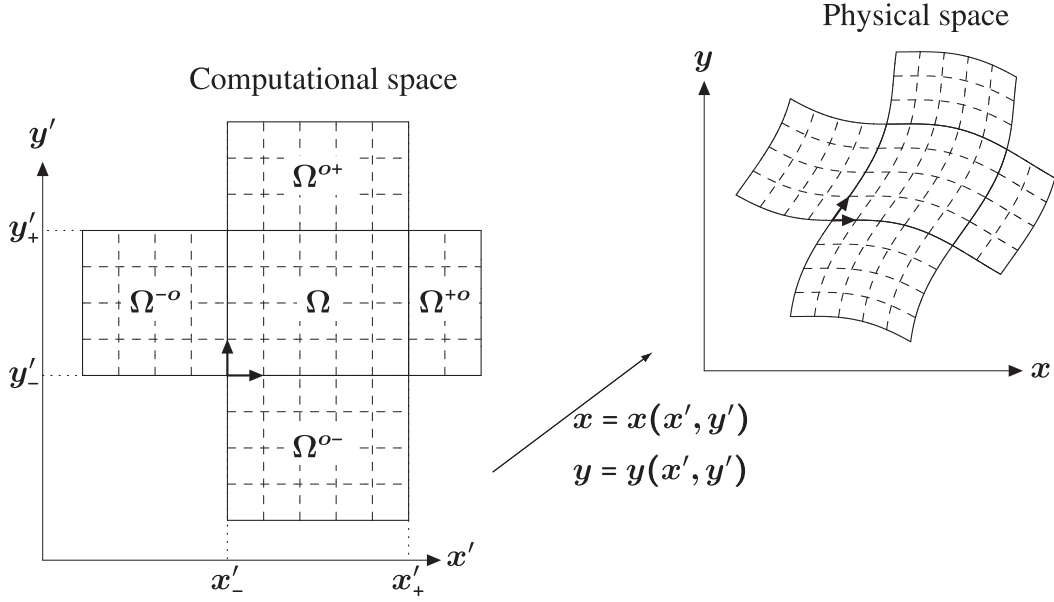 Physical space
Computational space
y
y′
Ω^{o+}
y′₊
Ω^{-o}
Ω
Ω^{+o}
y′₋
x
x = x(x′, y′)
Ω^{o-}
y = y(x′, y′)
x′
x′₋
x′₊